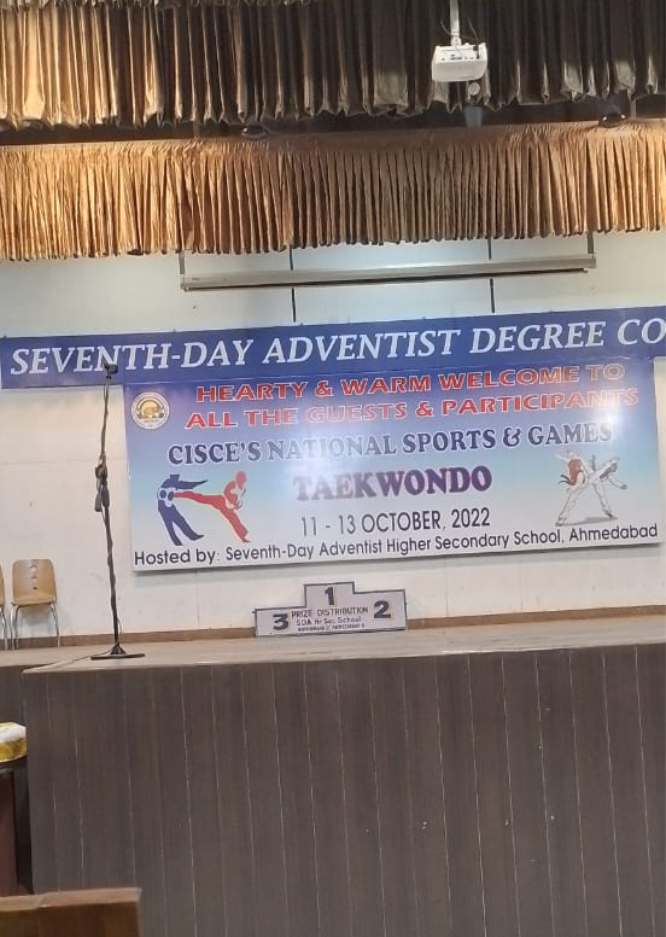 SEVENTH-DAY ADVENTIST DEGREE CO
HEARTY & WARM WELCOME TO
ALL THE GUESTS & PARTICIPANTS
CISCE'S NATIONAL SPORTS & GAMES
TAEKWONDO
11 - 13 OCTOBER, 2022
Hosted by: Seventh-Day Adventist Higher Secondary School, Ahmedabad
1
3 PRIZE DISTRIBUTION 2
SDA Hr Sec. School